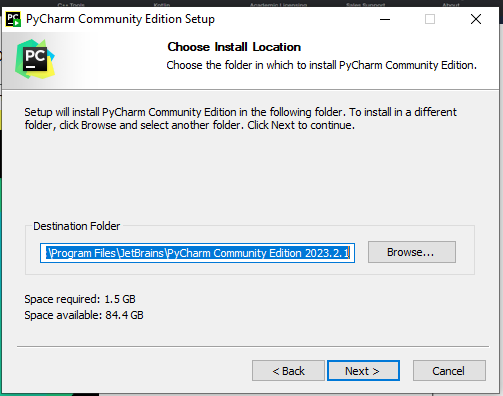 C++ Tools Kotlin Academic Licensing Sales Support About
PyCharm Community Edition Setup
PC
Choose Install Location
Choose the folder in which to install PyCharm Community Edition.
Setup will install PyCharm Community Edition in the following folder. To install in a different
folder, click Browse and select another folder. Click Next to continue.
Destination Folder
:\Program Files\JetBrains\PyCharm Community Edition 2023.2.1
Browse...
Space required: 1.5 GB
Space available: 84.4 GB
< Back
Next >
Cancel